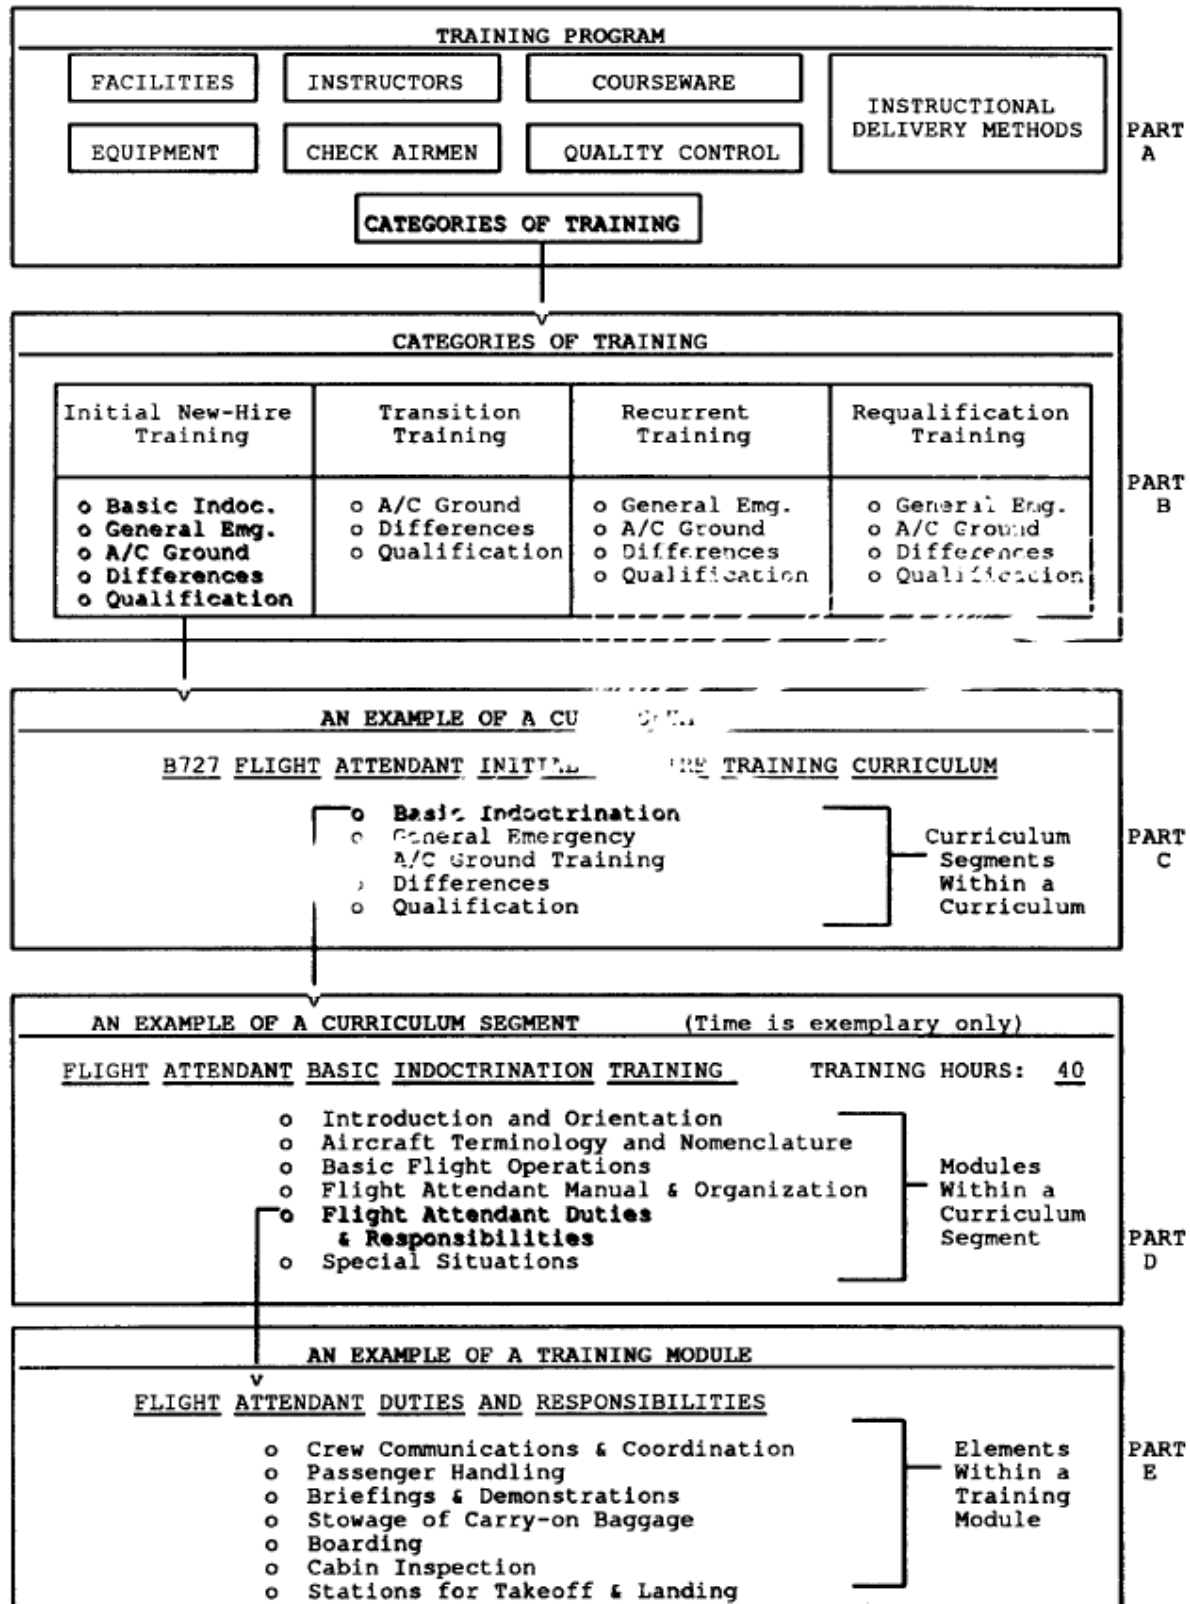 TRAINING PROGRAM
FACILITIES INSTRUCTORS COURSEWARE
INSTRUCTIONAL
DELIVERY METHODS
EQUIPMENT CHECK AIRMEN QUALITY CONTROL
CATEGORIES OF TRAINING
PART
A
CATEGORIES OF TRAINING
Initial New-Hire
Training
Transition
Training
Recurrent
Training
Requalification
Training
o Basic Indoc.
o General Emg.
o A/C Ground
o Differences
o Qualification
o A/C Ground
o Differences
o Qualification
o General Emg.
o A/C Ground
o Differences
o Qualification
o General Emg.
o A/C Ground
o Differences
o Qualification
PART
B
AN EXAMPLE OF A
B727 FLIGHT ATTENDANT TRAINING CURRICULUM
o Basic Indoctrination
o General Emergency
A/C Ground Training
Differences
o Qualification
Curriculum
Segments
Within a
Curriculum
PART
C
AN EXAMPLE OF A CURRICULUM SEGMENT (Time is exemplary only)
FLIGHT ATTENDANT BASIC INDOCTRINATION TRAINING TRAINING HOURS: 40
o Introduction and Orientation
o Aircraft Terminology and Nomenclature
o Basic Flight Operations
o Flight Attendant Manual & Organization
o Flight Attendant Duties
& Responsibilities
o Special Situations
Modules
Within a
Curriculum
Segment
PART
D
AN EXAMPLE OF A TRAINING MODULE
FLIGHT ATTENDANT DUTIES AND RESPONSIBILITIES
o Crew Communications & Coordination
o Passenger Handling
o Briefings & Demonstrations
o Stowage of Carry-on Baggage
o Boarding
o Cabin Inspection
o Stations for Takeoff & Landing
Elements
Within a
Training
Module
PART
E